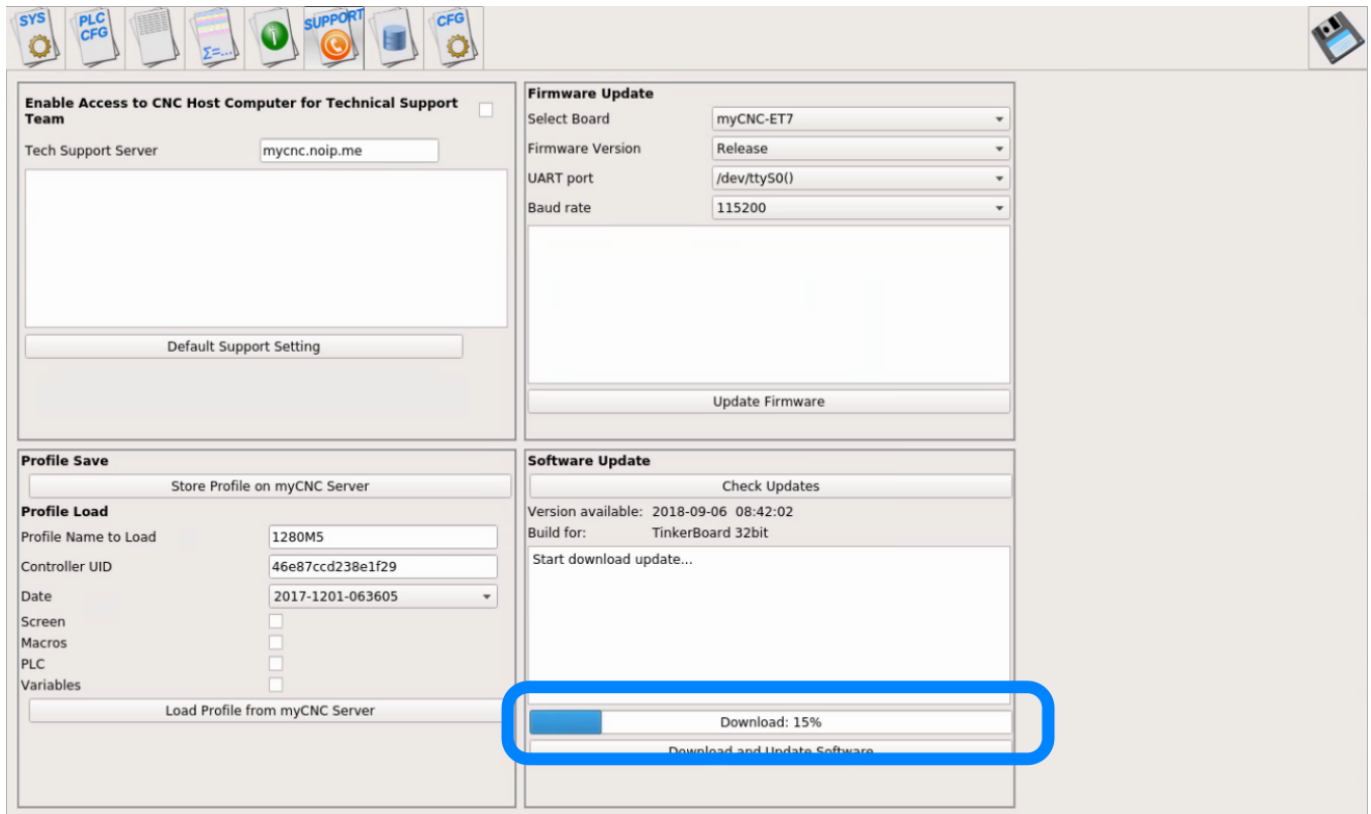 SYS
PLC
CFG
Σ=...
SUPPORT
CFG
Enable Access to CNC Host Computer for Technical Support
Team
Tech Support Server mycnc.noip.me
Default Support Setting
Firmware Update
Select Board myCNC-ET7
Firmware Version Release
UART port /dev/ttyS0()
Baud rate 115200
Update Firmware
Profile Save
Store Profile on myCNC Server
Profile Load
Profile Name to Load 1280M5
Controller UID 46e87ccd238e1f29
Date 2017-1201-063605
Screen
Macros
PLC
Variables
Load Profile from myCNC Server
Software Update
Check Updates
Version available: 2018-09-06 08:42:02
Build for: TinkerBoard 32bit
Start download update...
Download: 15%
Download and Update Software